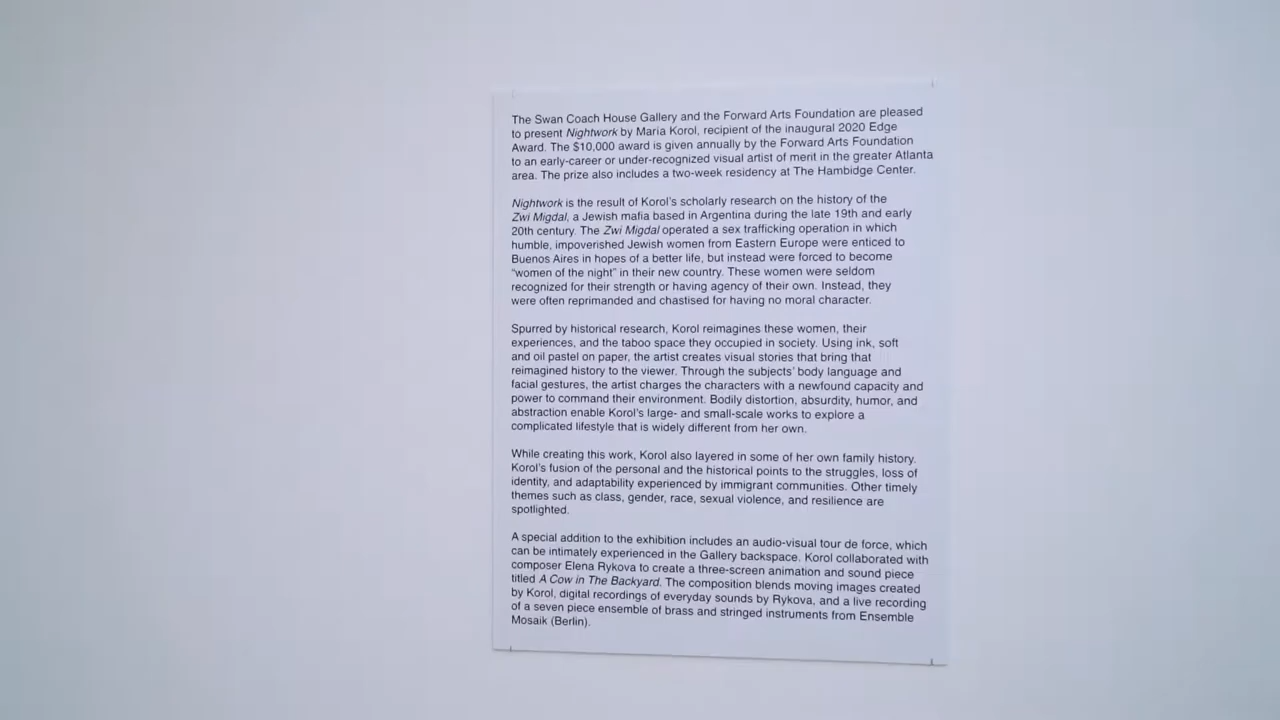 The Swan Coach House Gallery and the Forward Arts Foundation are pleased
to present Nightwork by Maria Korol, recipient of the inaugural 2020 Edge
Award. The $10,000 award is given annually by the Forward Arts Foundation
to an early-career or under-recognized visual artist of merit in the greater Atlanta
area. The prize also includes a two-week residency at The Hambidge Center.
Nightwork is the result of Korol's scholarly research on the history of the
Zwi Migdal, a Jewish mafia based in Argentina during the late 19th and early
20th century. The Zwi Migdal operated a sex trafficking operation in which
humble, impoverished Jewish women from Eastern Europe were enticed to
Buenos Aires in hopes of a better life, but instead were forced to become
“women of the night” in their new country. These women were seldom
recognized for their strength or having agency of their own. Instead, they
were often reprimanded and chastised for having no moral character.
Spurred by historical research, Korol reimagines these women, their
experiences, and the taboo space they occupied in society. Using ink, soft
and oil pastel on paper, the artist creates visual stories that bring that
reimagined history to the viewer. Through the subjects' body language and
facial gestures, the artist charges the characters with a newfound capacity and
power to command their environment. Bodily distortion, absurdity, humor, and
abstraction enable Korol's large- and small-scale works to explore a
complicated lifestyle that is widely different from her own.
While creating this work, Korol also layered in some of her own family history.
Korol's fusion of the personal and the historical points to the struggles, loss of
identity, and adaptability experienced by immigrant communities. Other timely
themes such as class, gender, race, sexual violence, and resilience are
spotlighted.
A special addition to the exhibition includes an audio-visual tour de force, which
can be intimately experienced in the Gallery backspace. Korol collaborated with
composer Elena Rykova to create a three-screen animation and sound piece
titled A Cow in The Backyard. The composition blends moving images created
by Korol, digital recordings of everyday sounds by Rykova, and a live recording
of a seven piece ensemble of brass and stringed instruments from Ensemble
Mosaik (Berlin).